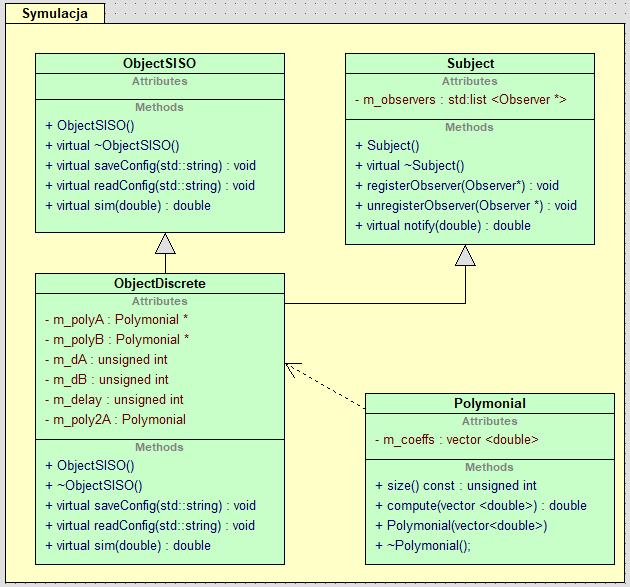 Symulacja
ObjectSISO
Attributes
Methods
+ ObjectSISO()
+ virtual ~ObjectSISO()
+ virtual saveConfig(std::string) : void
+ virtual readConfig(std::string) : void
+ virtual sim(double) : double
Subject
Attributes
- m_observers : std:list <Observer *>
Methods
+ Subject()
+ virtual ~Subject()
+ registerObserver(Observer*) : void
+ unregisterObserver(Observer *) : void
+ virtual notify(double) : double
ObjectDiscrete
Attributes
- m_polyA : Polymonial *
- m_polyB : Polymonial *
- m_dA : unsigned int
- m_dB : unsigned int
- m_delay : unsigned int
- m_poly2A : Polymonial
Methods
+ ObjectSISO()
+ ~ObjectSISO()
+ virtual saveConfig(std::string) : void
+ virtual readConfig(std::string) : void
+ virtual sim(double) : double
Polymonial
Attributes
- m_coeffs : vector <double>
Methods
+ size() const : unsigned int
+ compute(vector <double>) : double
+ Polymonial(vector<double>)
+ ~Polymonial();